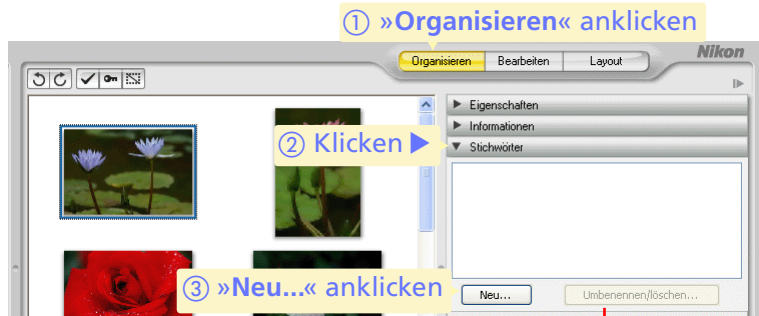 ① »Organisieren« anklicken
Organisieren Bearbeiten Layout Nikon
Eigenschaften
Informationen
② Klicken ▶ Stichwörter
③ »Neu...« anklicken Neu... Umbenennen/löschen...